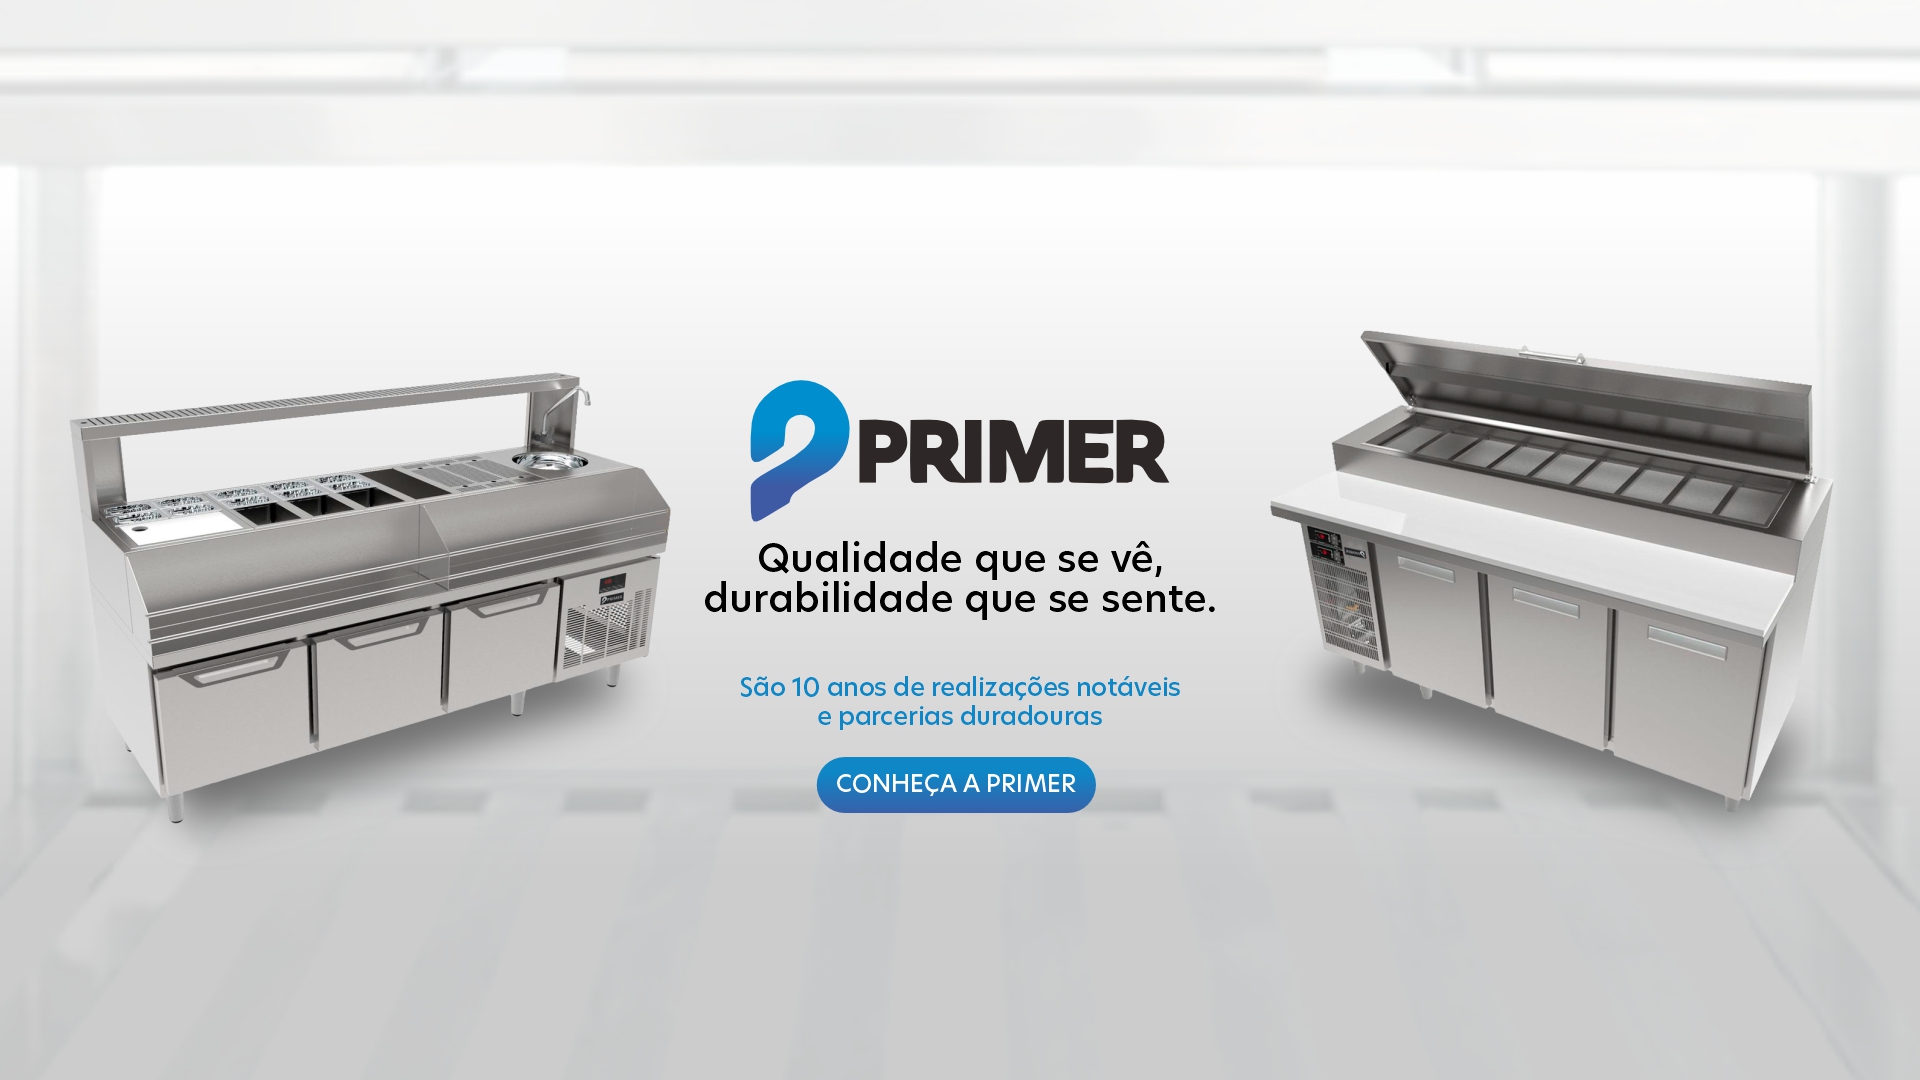 PRIMER
Qualidade que se vê,
durabilidade que se sente.
São 10 anos de realizações notáveis
e parcerias duradouras
CONHEÇA A PRIMER